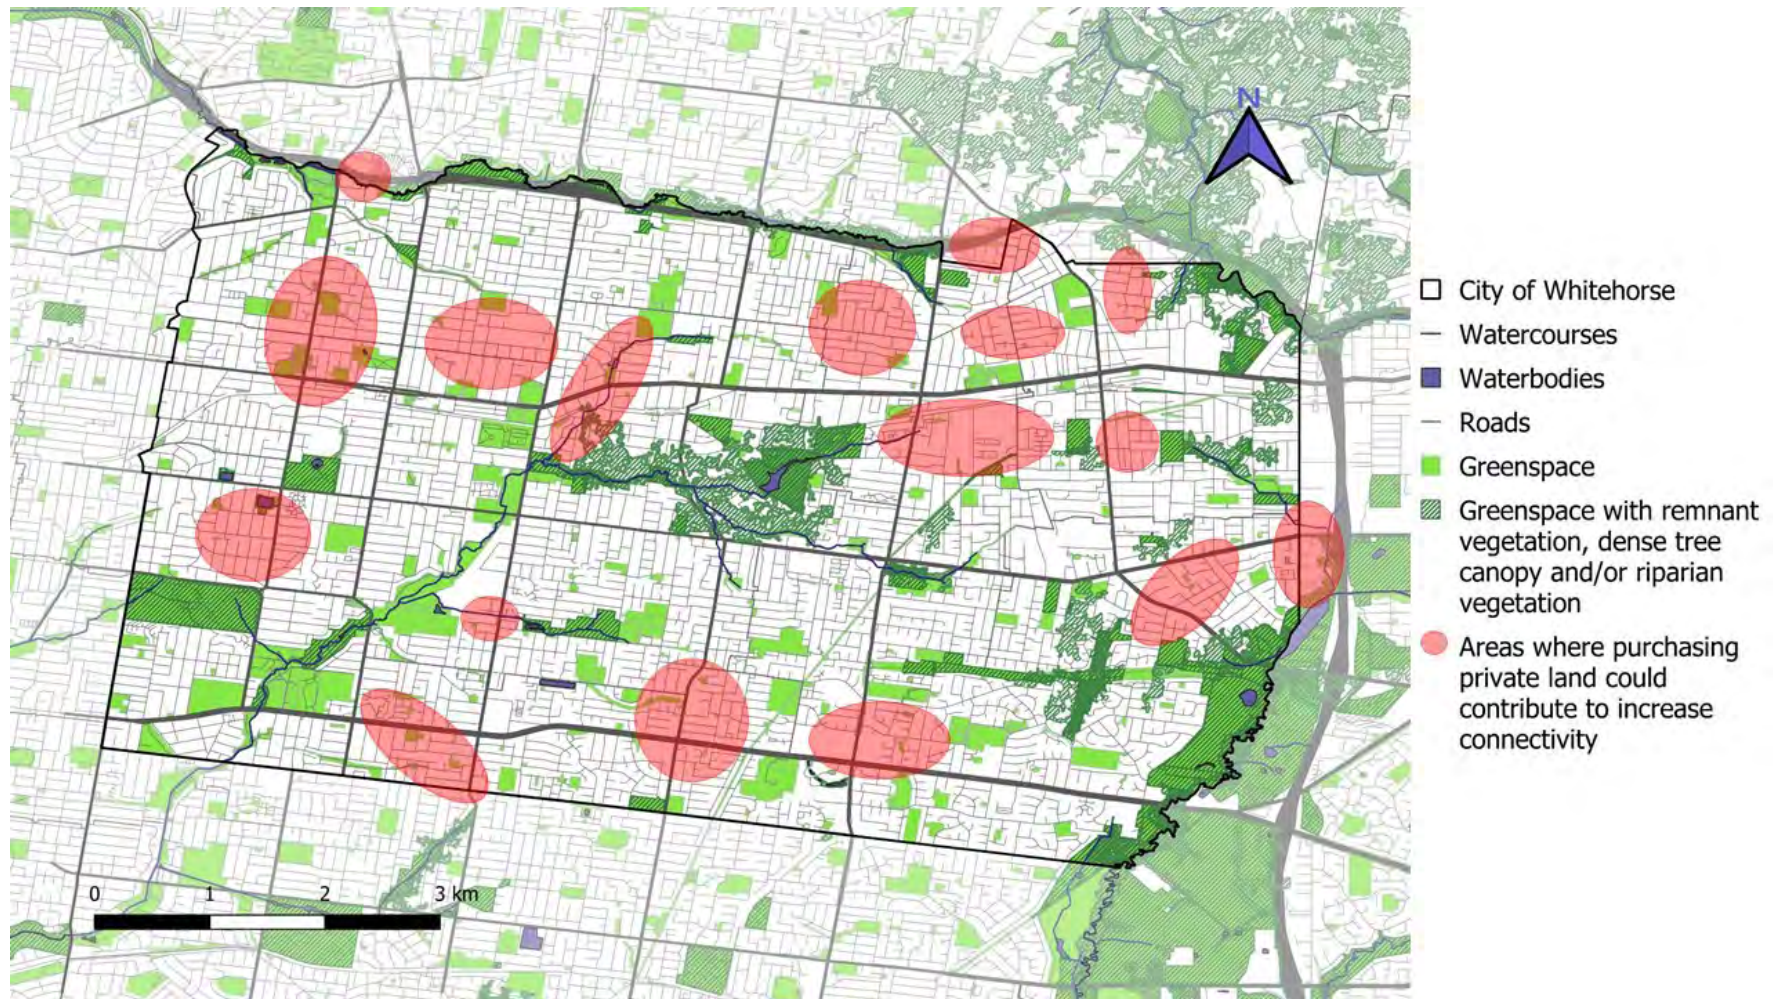 N
City of Whitehorse
Watercourses
Waterbodies
Roads
Greenspace
Greenspace with remnant
vegetation, dense tree
canopy and/or riparian
vegetation
Areas where purchasing
private land could
contribute to increase
connectivity
0 1 2 3 km